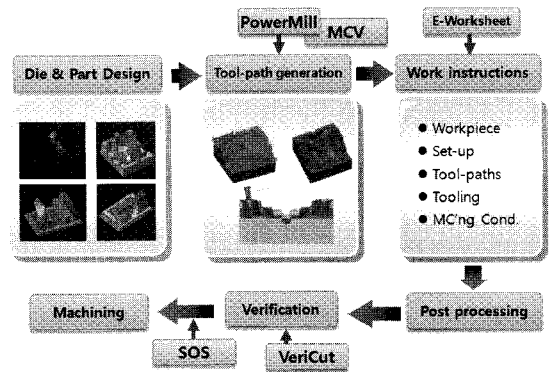 PowerMill
MCV
E-Worksheet
Die & Part Design
Tool-path generation
Work instructions
● Workpiece
● Set-up
● Tool-paths
● Tooling
● MC'ng Cond.
Machining
Verification
Post processing
SOS
VeriCut